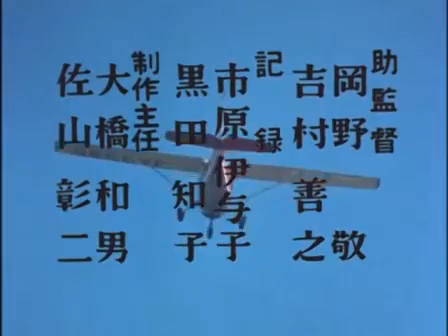 助監督
岡野敬
吉村善之
記録
市原伊与子
黒田知子
制作主任
大橋和男
佐山彰二